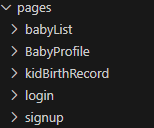 pages
babyList
BabyProfile
kidBirthRecord
login
signup